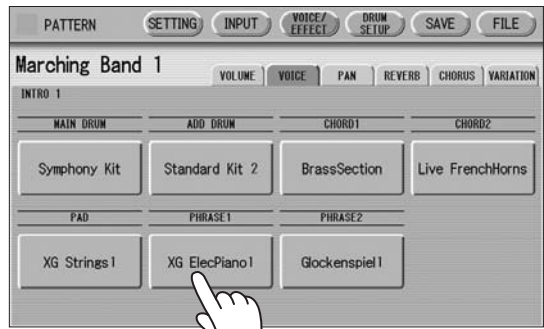 PATTERN SETTING INPUT VOICE/EFFECT DRUM SETUP SAVE FILE
Marching Band 1 VOLUME VOICE PAN REVERB CHORUS VARIATION
INTRO 1
MAIN DRUM ADD DRUM CHORD1 CHORD2
Symphony Kit Standard Kit 2 BrassSection Live FrenchHorns
PAD PHRASE1 PHRASE2
XG Strings1 XG ElecPiano1 Glockenspiel1